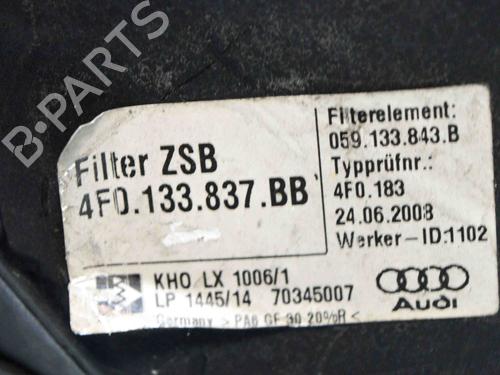 B-PARTS
Filter ZSB
4F0.133.837.BB
Filterelement:
059.133.843.B
Typprüfnr.:
4F0.183
24.06.2008
Werker-ID:1102
KHO LX 1006/1
LP 1445/14 70345007
Germany > PA6 GF 30 20%R <
Audi